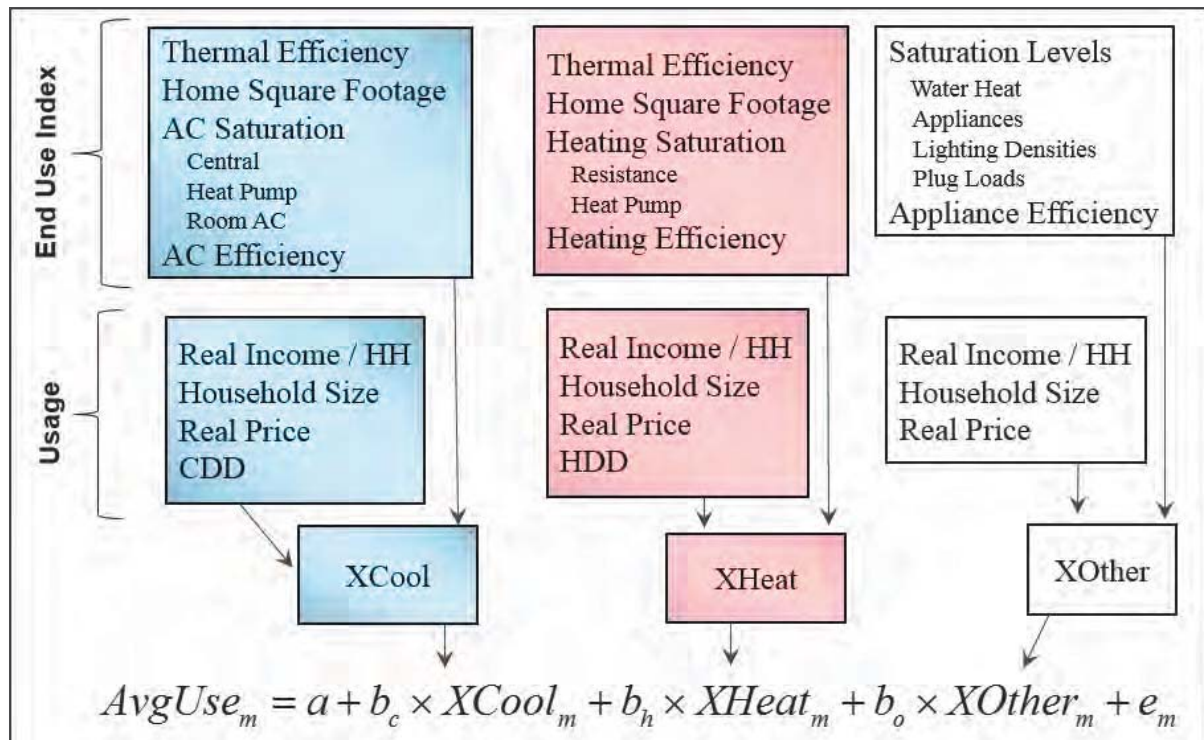 End Use Index
Thermal Efficiency
Home Square Footage
AC Saturation
Central
Heat Pump
Room AC
AC Efficiency
Thermal Efficiency
Home Square Footage
Heating Saturation
Resistance
Heat Pump
Heating Efficiency
Saturation Levels
Water Heat
Appliances
Lighting Densities
Plug Loads
Appliance Efficiency
Usage
Real Income / HH
Household Size
Real Price
CDD
Real Income / HH
Household Size
Real Price
HDD
Real Income / HH
Household Size
Real Price
XCool
XHeat
XOther
AvgUse_m = a + b_c × XCool_m + b_h × XHeat_m + b_o × XOther_m + e_m